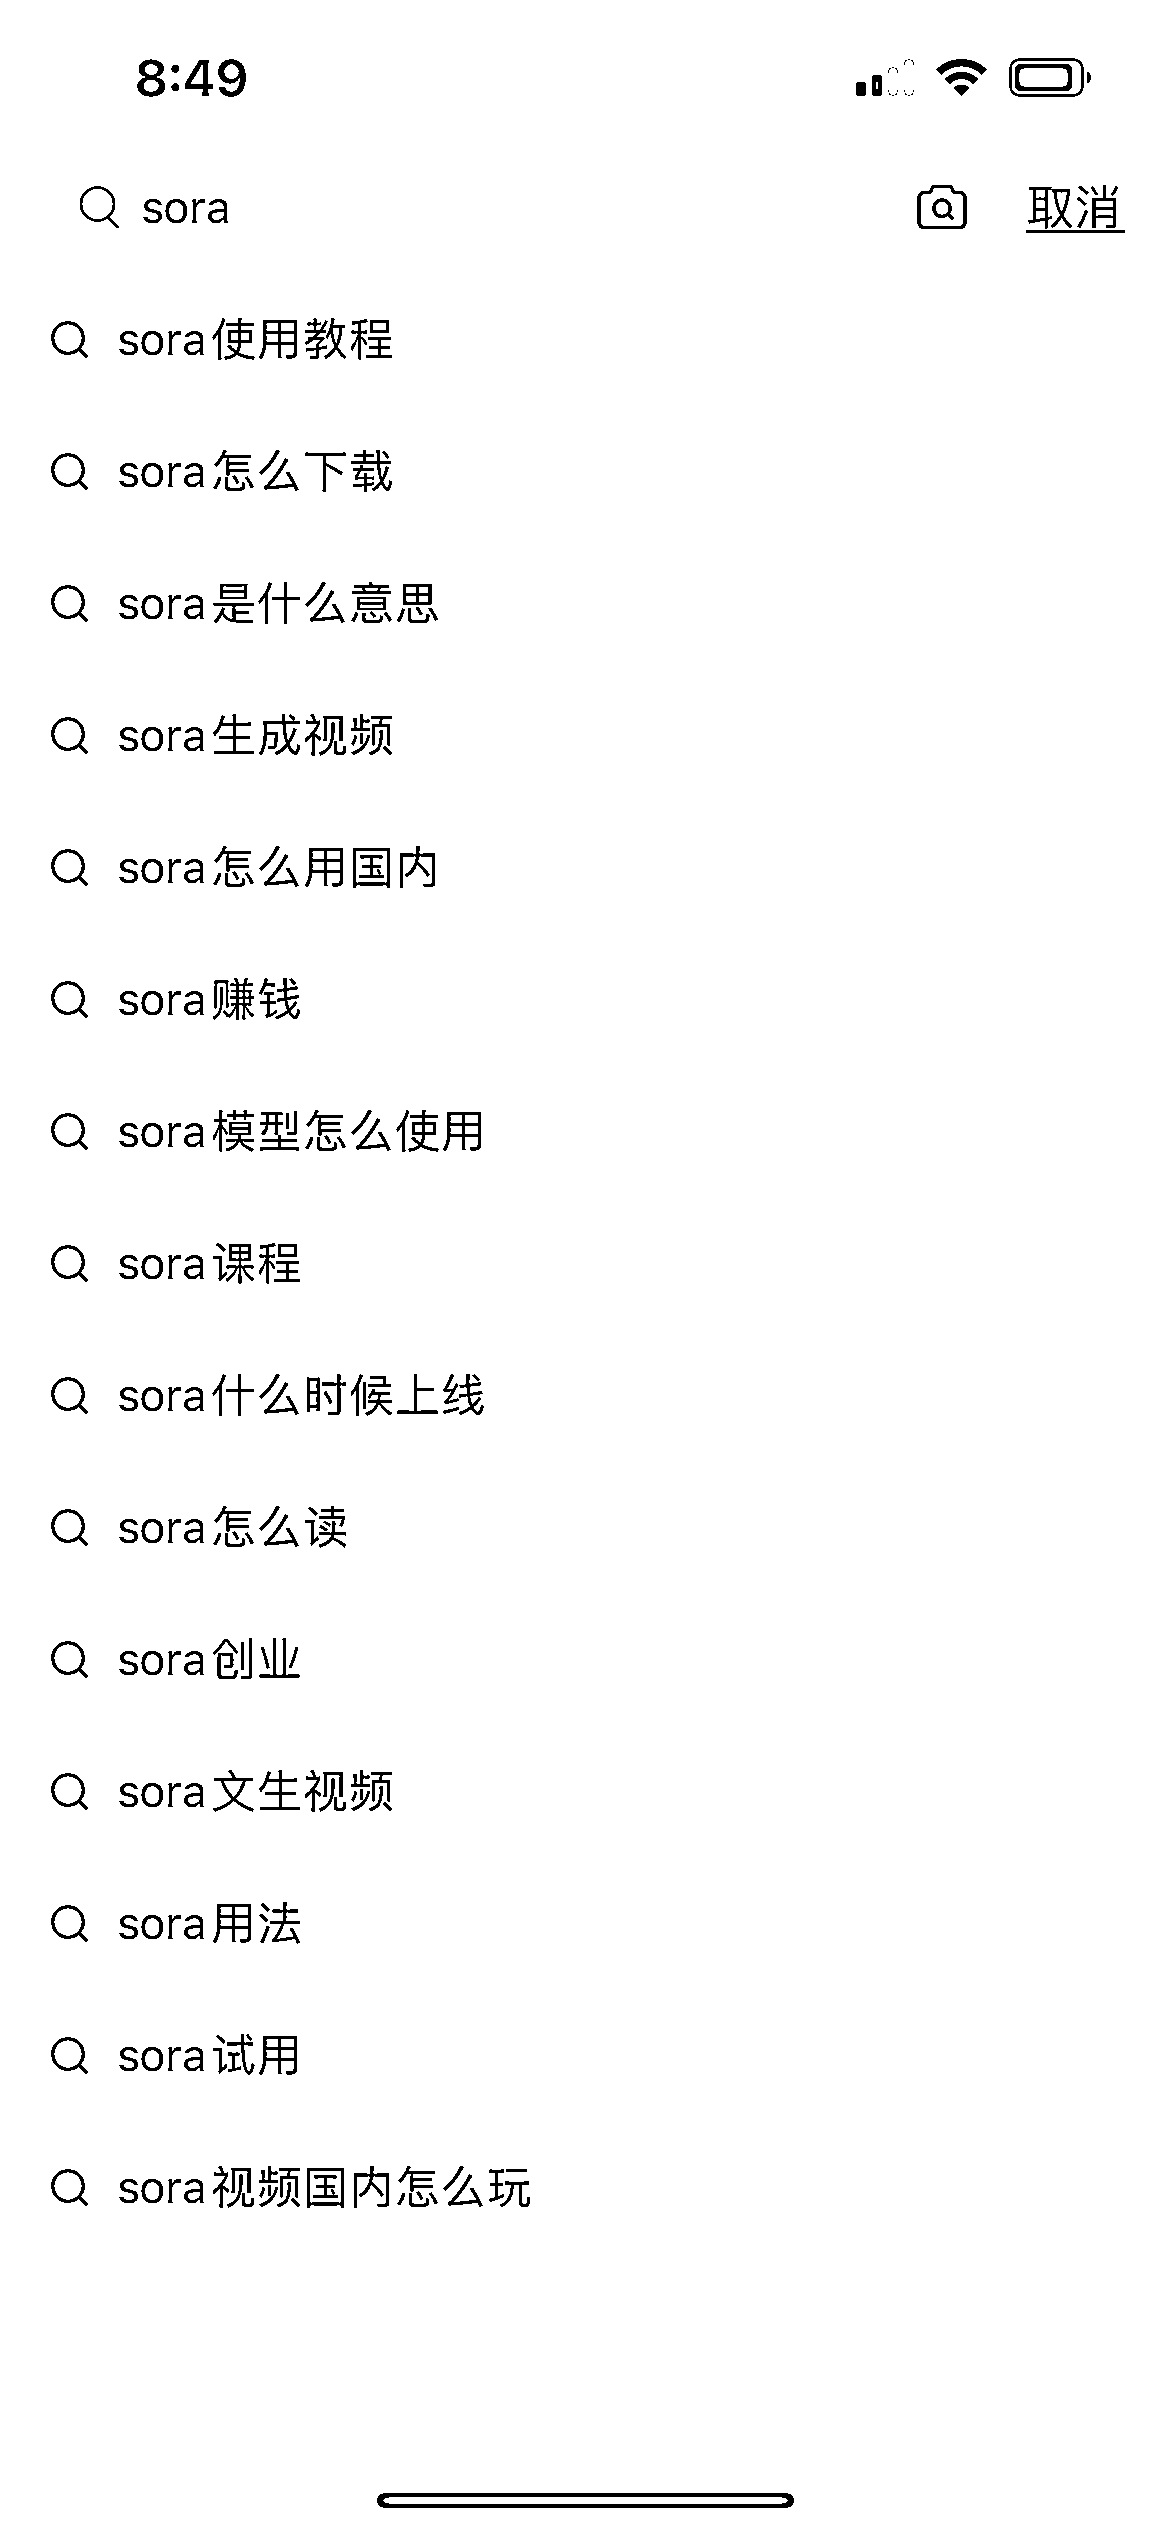 8:49
sora 取消
sora使用教程
sora怎么下载
sora是什么意思
sora生成视频
sora怎么用国内
sora赚钱
sora模型怎么使用
sora课程
sora什么时候上线
sora怎么读
sora创业
sora文生视频
sora用法
sora试用
sora视频国内怎么玩